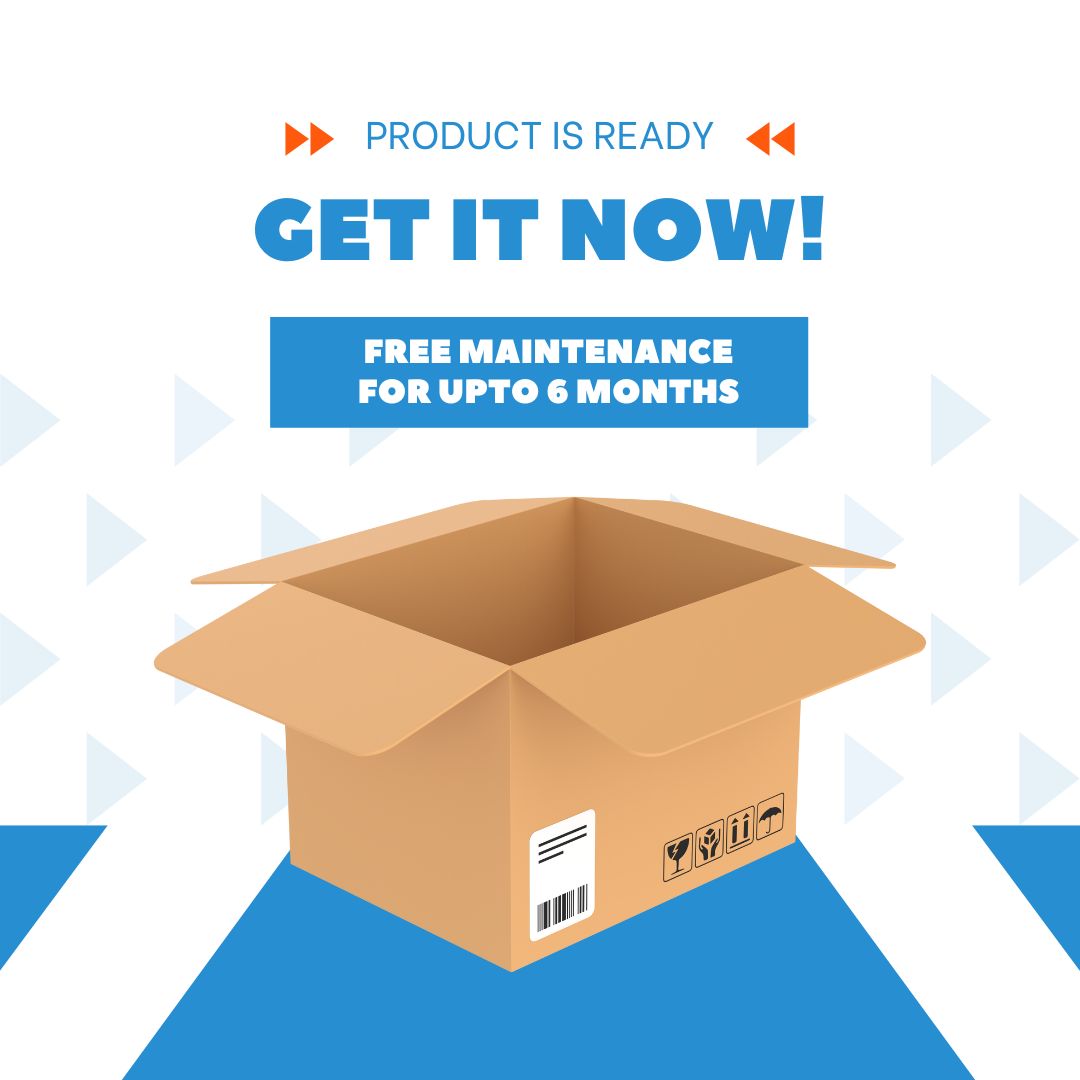 PRODUCT IS READY
GET IT NOW!
FREE MAINTENANCE
FOR UPTO 6 MONTHS